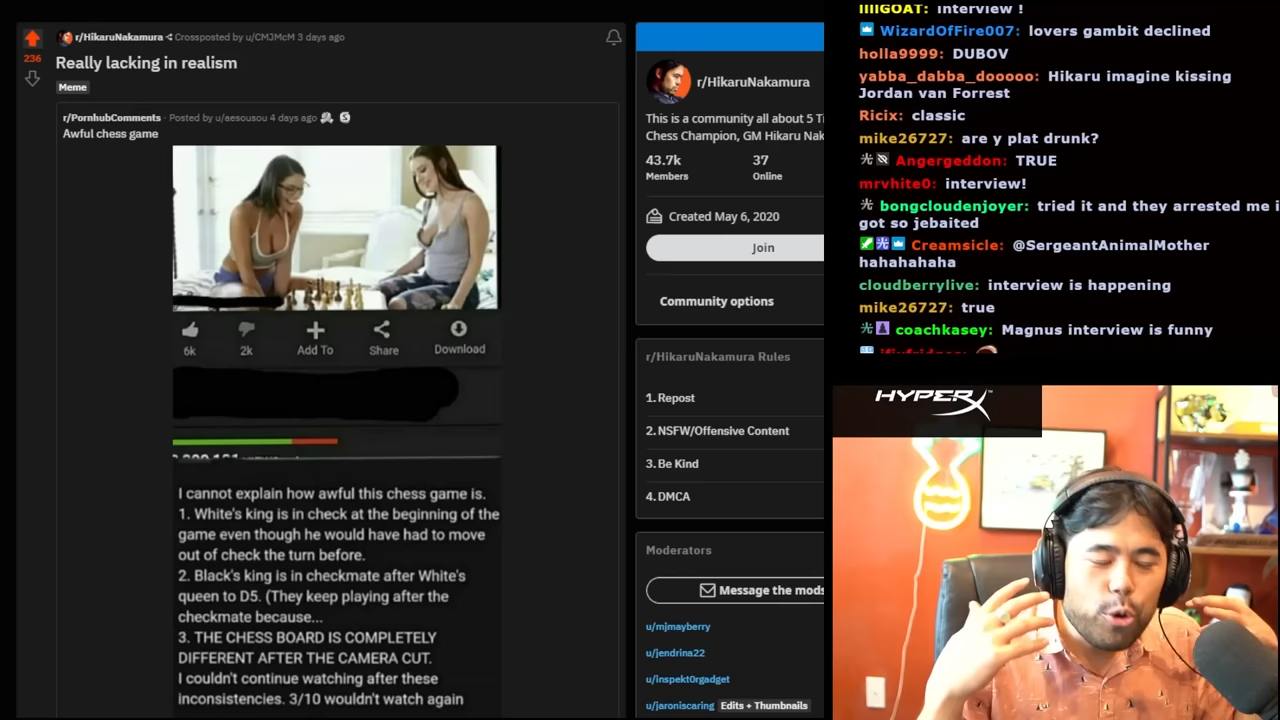 r/HikaruNakamura Crossposted by u/CMJMcM 3 days ago
236
Really lacking in realism
Meme
r/PornhubComments · Posted by u/aesousou 4 days ago
Awful chess game
6k
2k
Add To
Share
Download
I cannot explain how awful this chess game is.
1. White's king is in check at the beginning of the
game even though he would have had to move
out of check the turn before.
2. Black's king is in checkmate after White's
queen to D5. (They keep playing after the
checkmate because...
3. THE CHESS BOARD IS COMPLETELY
DIFFERENT AFTER THE CAMERA CUT.
I couldn't continue watching after these
inconsistencies. 3/10 wouldn't watch again
r/HikaruNakamura
This is a community all about 5 Ti
Chess Champion, GM Hikaru Nak
43.7k
37
Members
Online
Created May 6, 2020
Join
Community options
r/HikaruNakamura Rules
1. Repost
2. NSFW/Offensive Content
3. Be Kind
4. DMCA
Moderators
Message the mods
u/mjmayberry
u/jendrina22
u/inspekt0rgadget
u/jaroniscaring Edits + Thumbnails
GOAT: interview !
WizardOfFire007: lovers gambit declined
holla9999: DUBOV
yabba_dabba_dooooo: Hikaru imagine kissing
Jordan van Forrest
Ricix: classic
mike26727: are y plat drunk?
Angergeddon: TRUE
mrvhite0: interview!
bongcloudenjoyer: tried it and they arrested me i
got so jebaited
Creamsicle: @SergeantAnimalMother
hahahahaha
cloudberrylive: interview is happening
mike26727: true
coachkasey: Magnus interview is funny
HYPERX